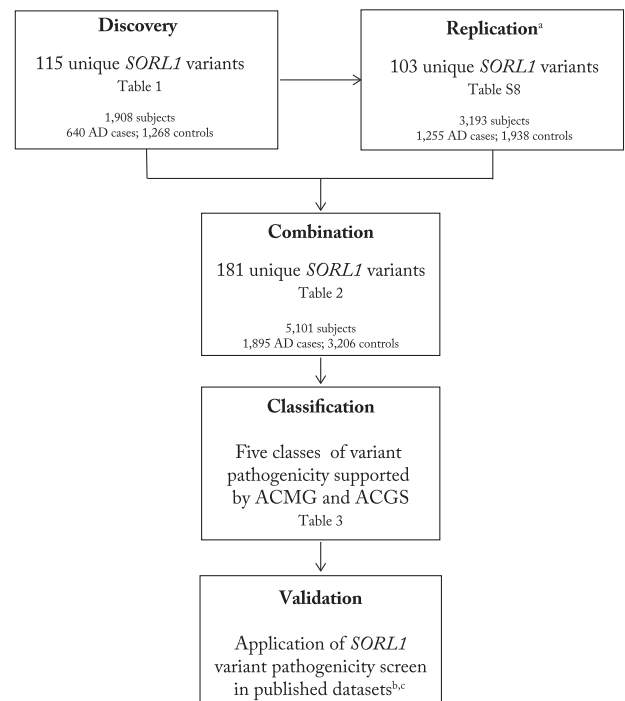 Discovery
115 unique SORL1 variants
Table 1
1,908 subjects
640 AD cases; 1,268 controls
Replicationᵃ
103 unique SORL1 variants
Table S8
3,193 subjects
1,255 AD cases; 1,938 controls
Combination
181 unique SORL1 variants
Table 2
5,101 subjects
1,895 AD cases; 3,206 controls
Classification
Five classes of variant
pathogenicity supported
by ACMG and ACGS
Table 3
Validation
Application of SORL1
variant pathogenicity screen
in published datasetsᵇ,ᶜ